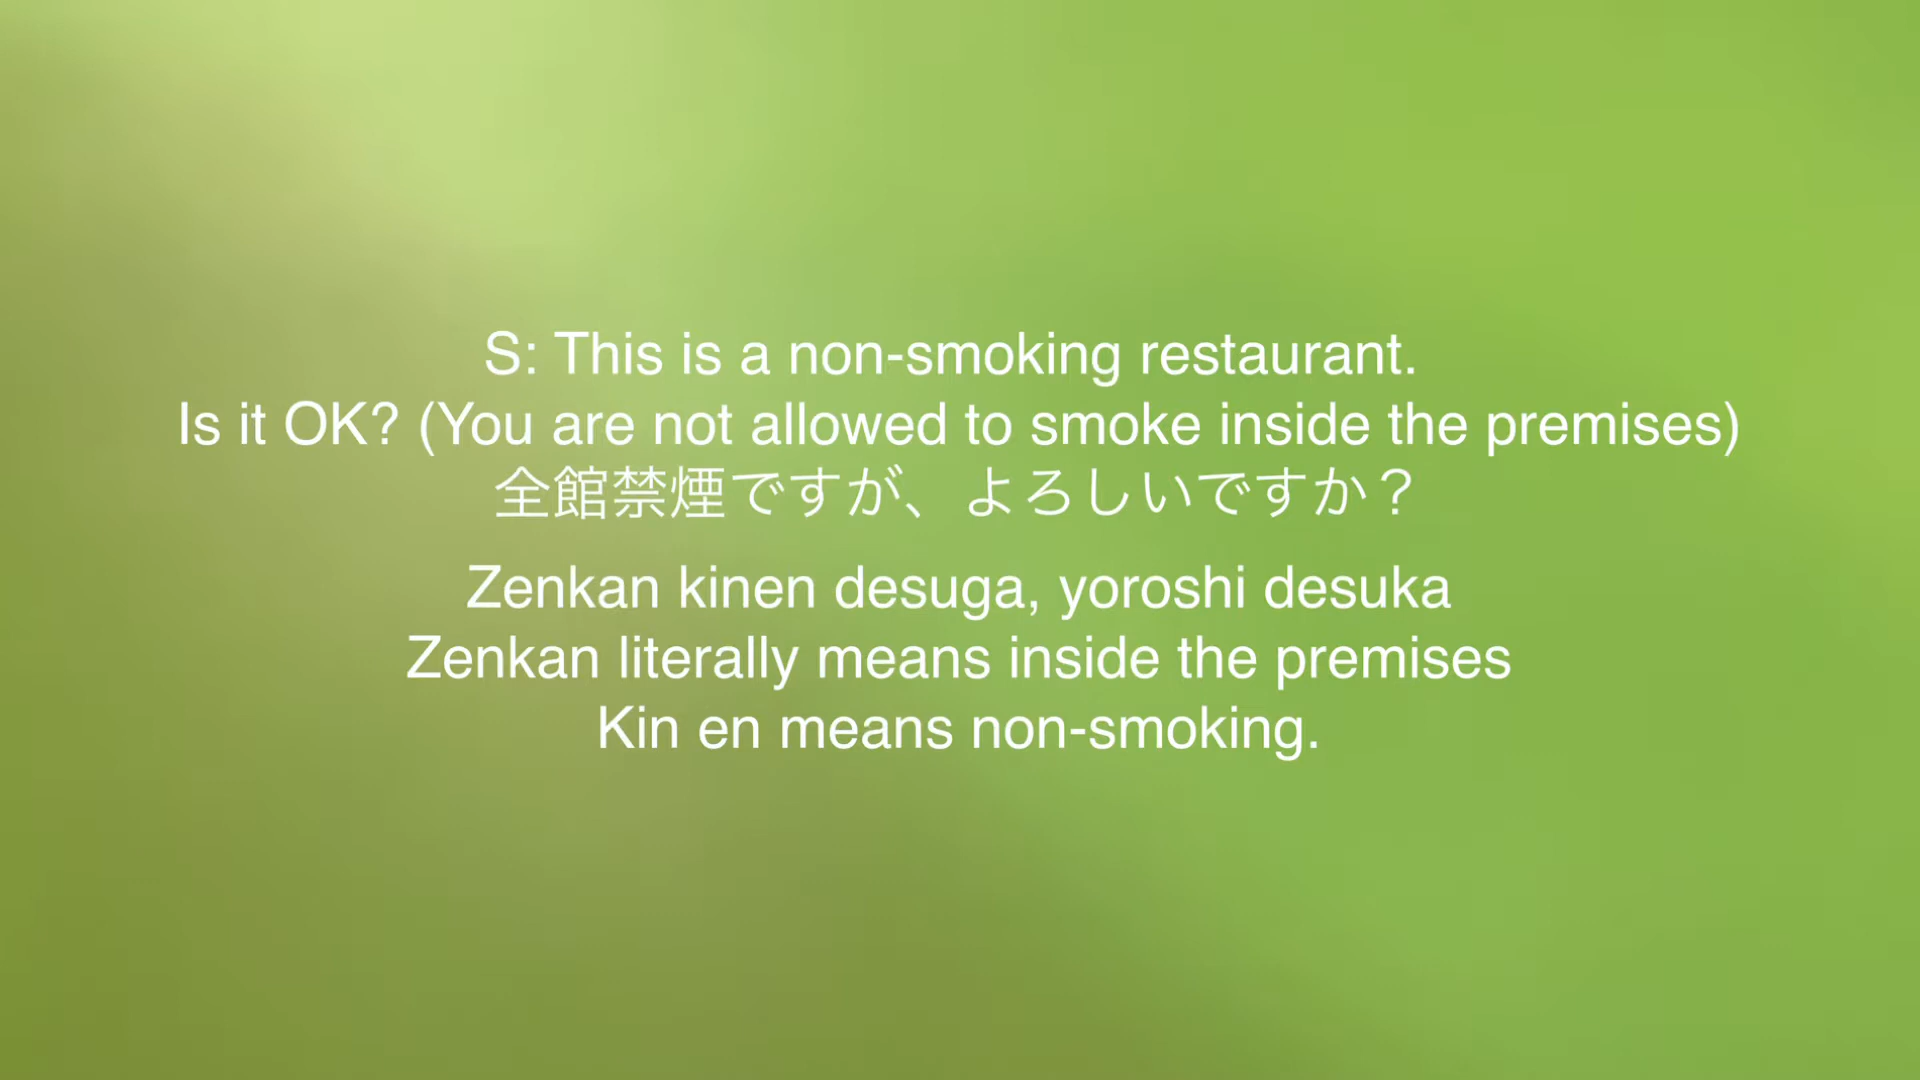 S: This is a non-smoking restaurant.
Is it OK? (You are not allowed to smoke inside the premises)
全館禁煙ですが、よろしいですか？
Zenkan kinen desuga, yoroshi desuka
Zenkan literally means inside the premises
Kin en means non-smoking.